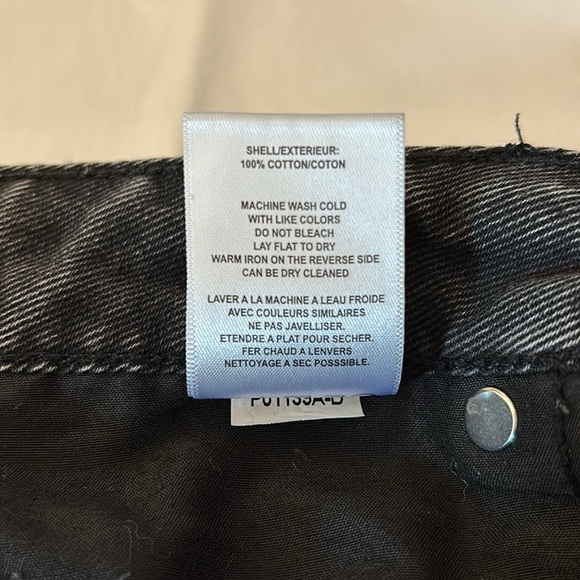 SHELL/EXTERIEUR:
100% COTTON/COTON
MACHINE WASH COLD
WITH LIKE COLORS
DO NOT BLEACH
LAY FLAT TO DRY
WARM IRON ON THE REVERSE SIDE
CAN BE DRY CLEANED
LAVER A LA MACHINE A LEAU FROIDE
AVEC COULEURS SIMILAIRES
NE PAS JAVELLISER.
ETENDRE A PLAT POUR SECHER.
FER CHAUD A LENVERS
NETTOYAGE A SEC POSSSIBLE.
P01139A-D